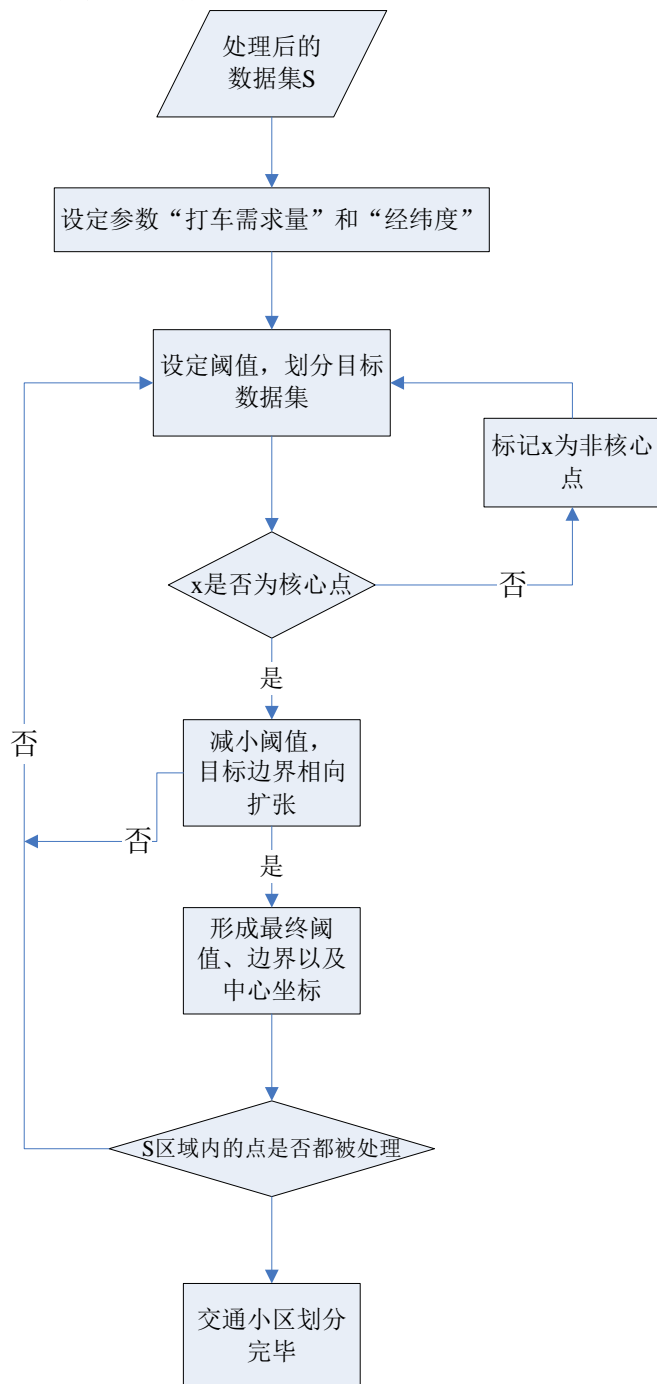 处理后的
数据集S
设定参数“打车需求量”和“经纬度”
设定阈值，划分目标
数据集
标记x为非核心
点
x是否为核心点
否
是
否
减小阈值，
目标边界相向
扩张
否
是
形成最终阈
值、边界以及
中心坐标
S区域内的点是否都被处理
交通小区划分
完毕